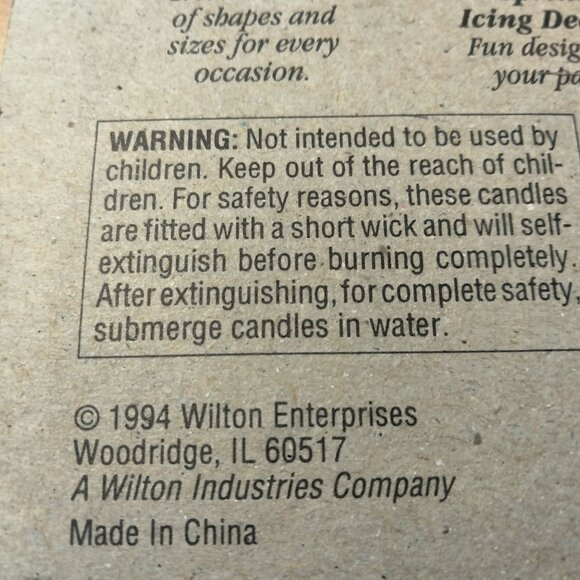 of shapes and
sizes for every
occasion.
Icing
Fun
your
WARNING: Not intended to be used by
children. Keep out of the reach of chil-
dren. For safety reasons, these candles
are fitted with a short wick and will self-
extinguish before burning completely.
After extinguishing, for complete safety,
submerge candles in water.
© 1994 Wilton Enterprises
Woodridge, IL 60517
A Wilton Industries Company
Made In China